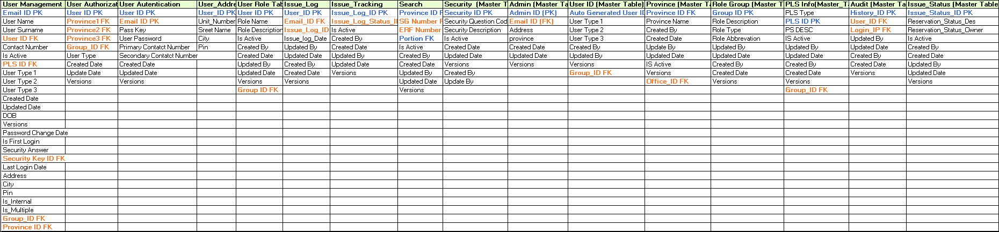 User Management User Authorizat User Autentication User_Addre User Role Tab Issue_Log Issue_Tracking Search Security (Master T Admin (Master Ta User ID (Master Table) Province (Master Ta Role Group (Master T PLS Info(Master_Ta Audit (Master Ta Issue_Status (Master Table
Email ID PK User ID PK User ID PK User_ID PK User ID PK User_ID PK Issue_Log_ID PK Province ID F Security ID PK Admin ID (PK) Auto Generated User ID Province ID FK Group ID PK PLS Type History_ID PK Issue_Status_ID PK
User Name Province1 FK Email ID PK Unit_Number Role Name Email_ID FK Issue_Log_Status_I SG Number F Security Question Cod Email ID (FK) User Type 1 Province Name Role Description PLS ID PK User_ID FK Reservation_Status_Des
User Surname Province2 FK Pass Key Sreet Name Role Description Issue_Log_ID Is Active ERF Number Security Description Address User Type 2 Created By Role Type PS DESC Login_IP FK Reservation_Status_Owner
User ID FK Province3 FK User Password City Is Active Issue_log_Date Created By Portion FK Is Active province User Type 3 Created Date Role Abbrevation IS Active Updated By Is Active
Contact Number Group_ID FK Primary Contatct Number Pin Created By Updated By Created Date Is Active Created Date Created Date Created By Update By Created By Updated By Created By Created By
Is Active User Type Secondary Contatct Number Created Date Updated Date Updated By Created By Updated Date Updated Date Updated Date Updated Date Updated Date Updated Date Updated Date Created Date
PLS ID FK Created Date Created Date Updated By Created By Updated Date Created Date Versions Versions Versions IS Active Created By Created By Created Date Updated By
User Type 1 Update Date Updated Date Updated Date Created Date Versions Updated By Created By Group_ID FK Versions Created Date Created Date Versions Updated Date
User Type 2 Versions Versions Versions Versions Updated Date Update By Office_ID FK Versions Versions Versions
User Type 3 Group ID FK Versions Group_ID FK
Created Date
Updated Date
DOB
Versions
Password Change Date
Is First Login
Security Answer
Security Key ID FK
Last Login Date
Address
City
Pin
Is_Internal
Is_Multiple
Group_ID FK
Province ID FK